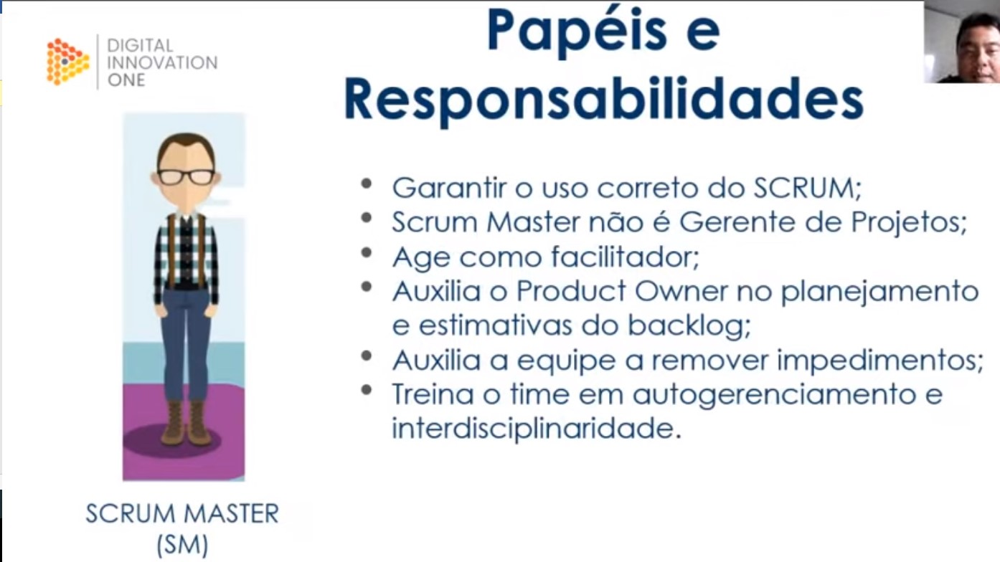 DIGITAL
INNOVATION
ONE
Papéis e
Responsabilidades
• Garantir o uso correto do SCRUM;
• Scrum Master não é Gerente de Projetos;
• Age como facilitador;
• Auxilia o Product Owner no planejamento
e estimativas do backlog;
• Auxilia a equipe a remover impedimentos;
• Treina o time em autogerenciamento e
interdisciplinaridade.
SCRUM MASTER
(SM)